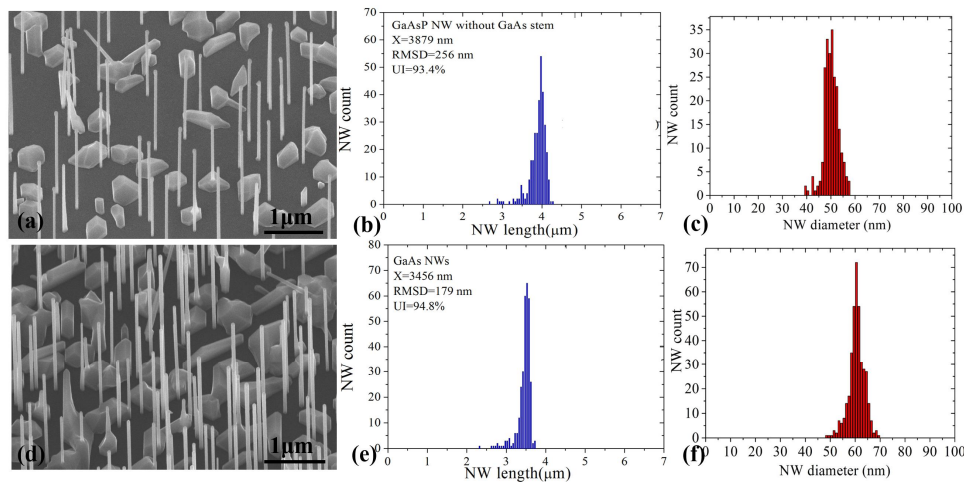 (a)
1μm
70
60
50
40
30
20
10
0
NW count
GaAsP NW without GaAs stem
X=3879 nm
RMSD=256 nm
UI=93.4%
0 1 2 3 4 5 6 7
NW length(μm)
(b)
)
35
30
25
20
15
10
5
0
NW count
0 10 20 30 40 50 60 70 80 90 100
NW diameter (nm)
(c)
(d)
1μm
80
70
60
50
40
30
20
10
0
NW count
GaAs NWs
X=3456 nm
RMSD=179 nm
UI=94.8%
0 1 2 3 4 5 6 7
NW length(μm)
(e)
70
60
50
40
30
20
10
0
NW count
0 10 20 30 40 50 60 70 80 90 100
NW diameter (nm)
(f)